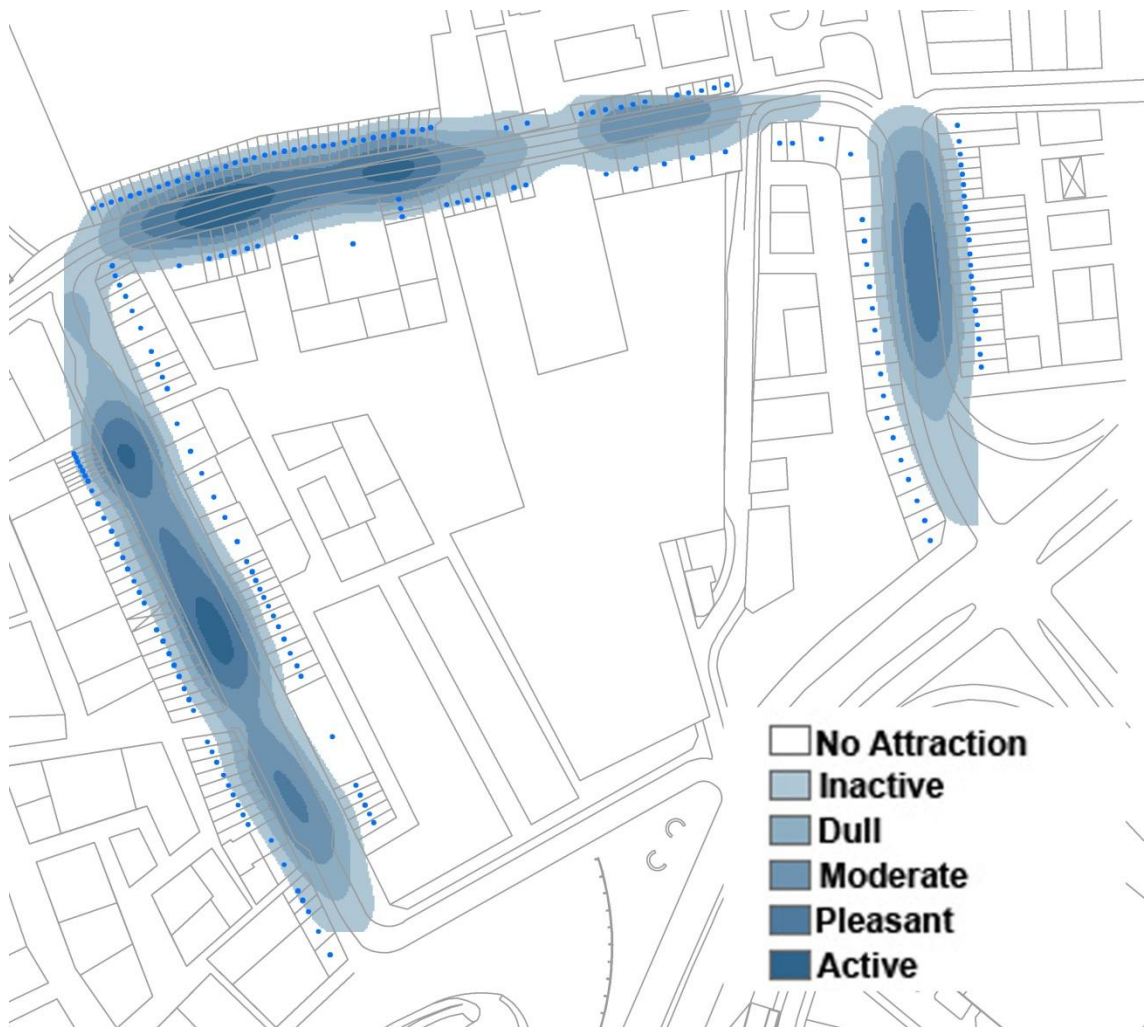 No Attraction
Inactive
Dull
Moderate
Pleasant
Active